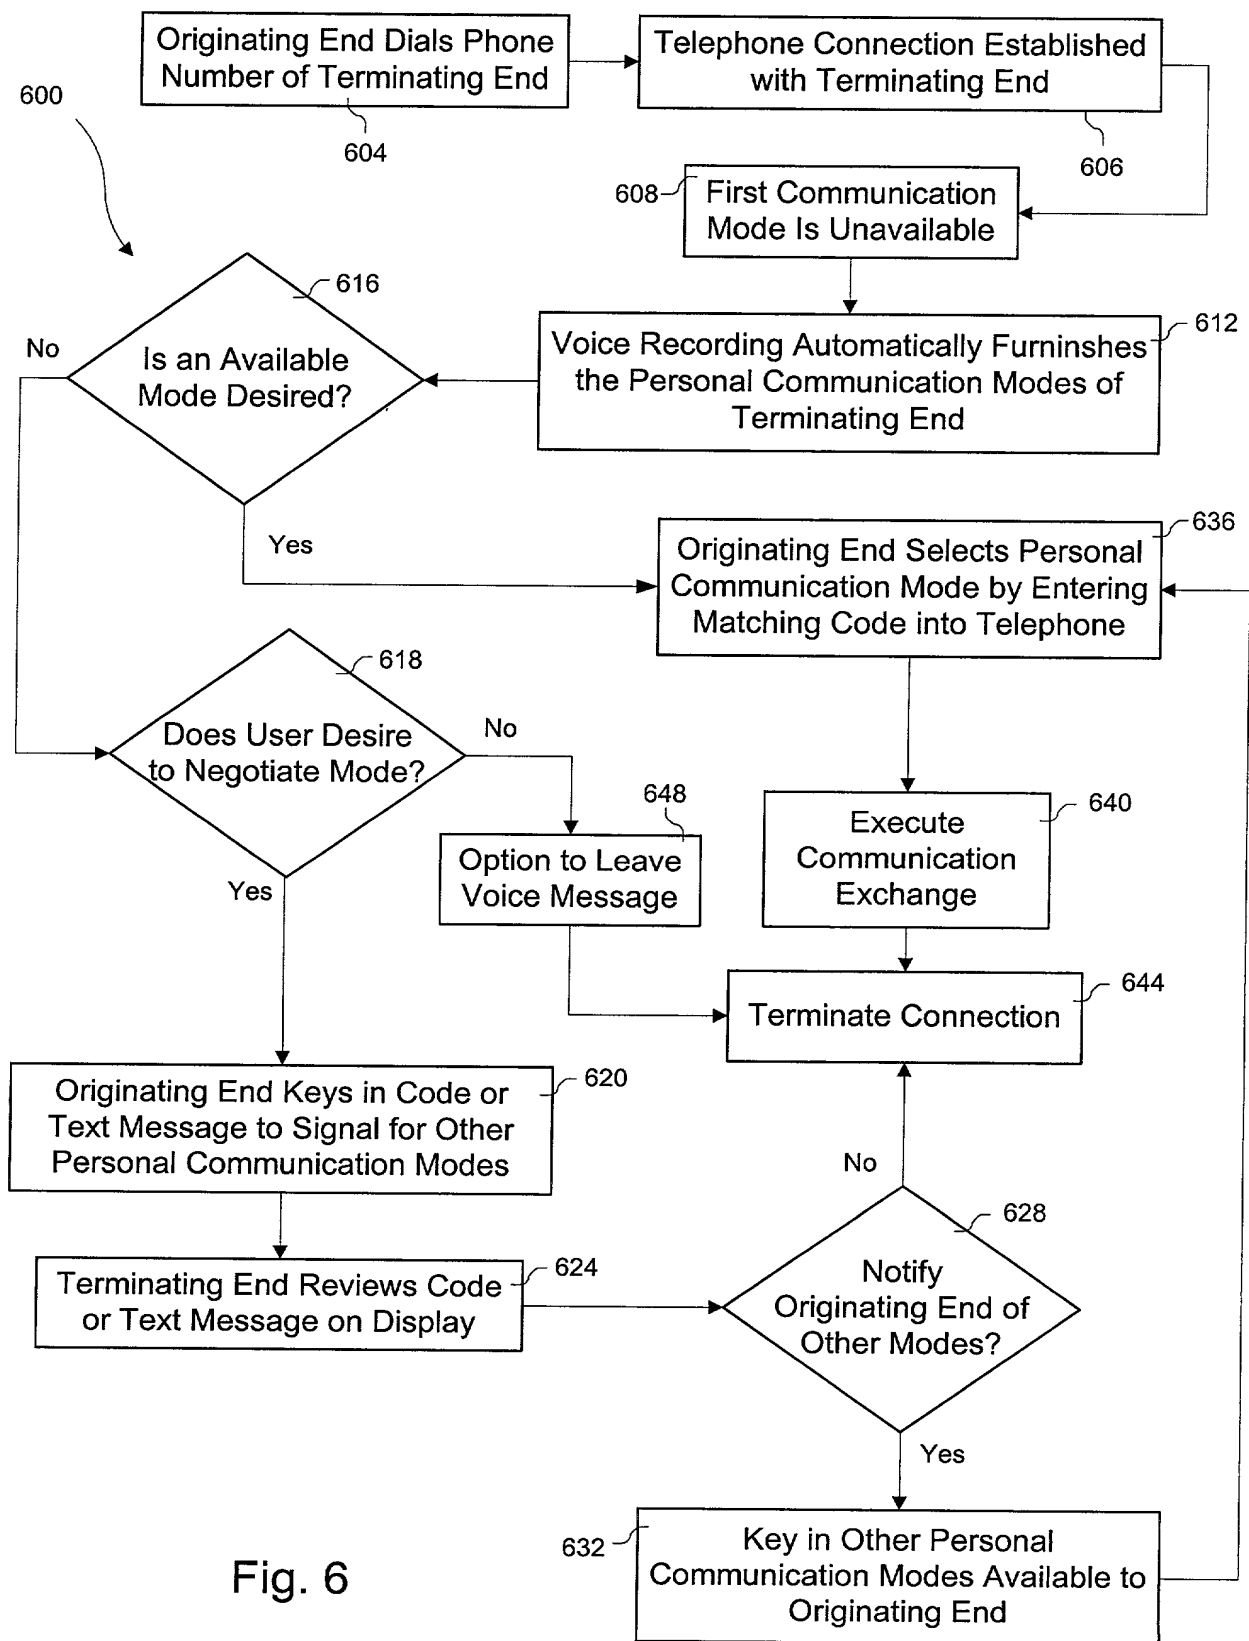 Originating End Dials Phone
Number of Terminating End
604
Telephone Connection Established
with Terminating End
606
600
608
First Communication
Mode Is Unavailable
612
Voice Recording Automatically Furninshes
the Personal Communication Modes of
Terminating End
616
Is an Available
Mode Desired?
No
Yes
636
Originating End Selects Personal
Communication Mode by Entering
Matching Code into Telephone
618
Does User Desire
to Negotiate Mode?
No
Yes
648
Option to Leave
Voice Message
640
Execute
Communication
Exchange
644
Terminate Connection
620
Originating End Keys in Code or
Text Message to Signal for Other
Personal Communication Modes
624
Terminating End Reviews Code
or Text Message on Display
628
Notify
Originating End of
Other Modes?
No
Yes
632
Key in Other Personal
Communication Modes Available to
Originating End
Fig. 6